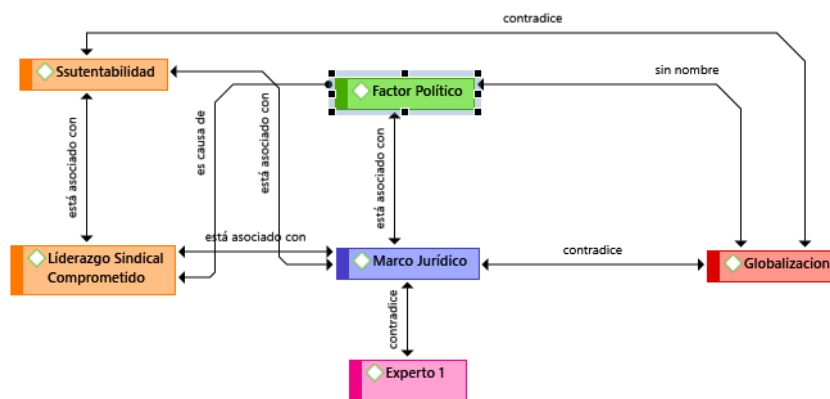 contradice
Ssutentabilidad
sin nombre
Factor Político
es causa de
está asociado con
está asociado con
está asociado con
está asociado con
Líderazgo Sindical
Comprometido
Marco Jurídico
contradice
Globalizacion
contradice
Experto 1